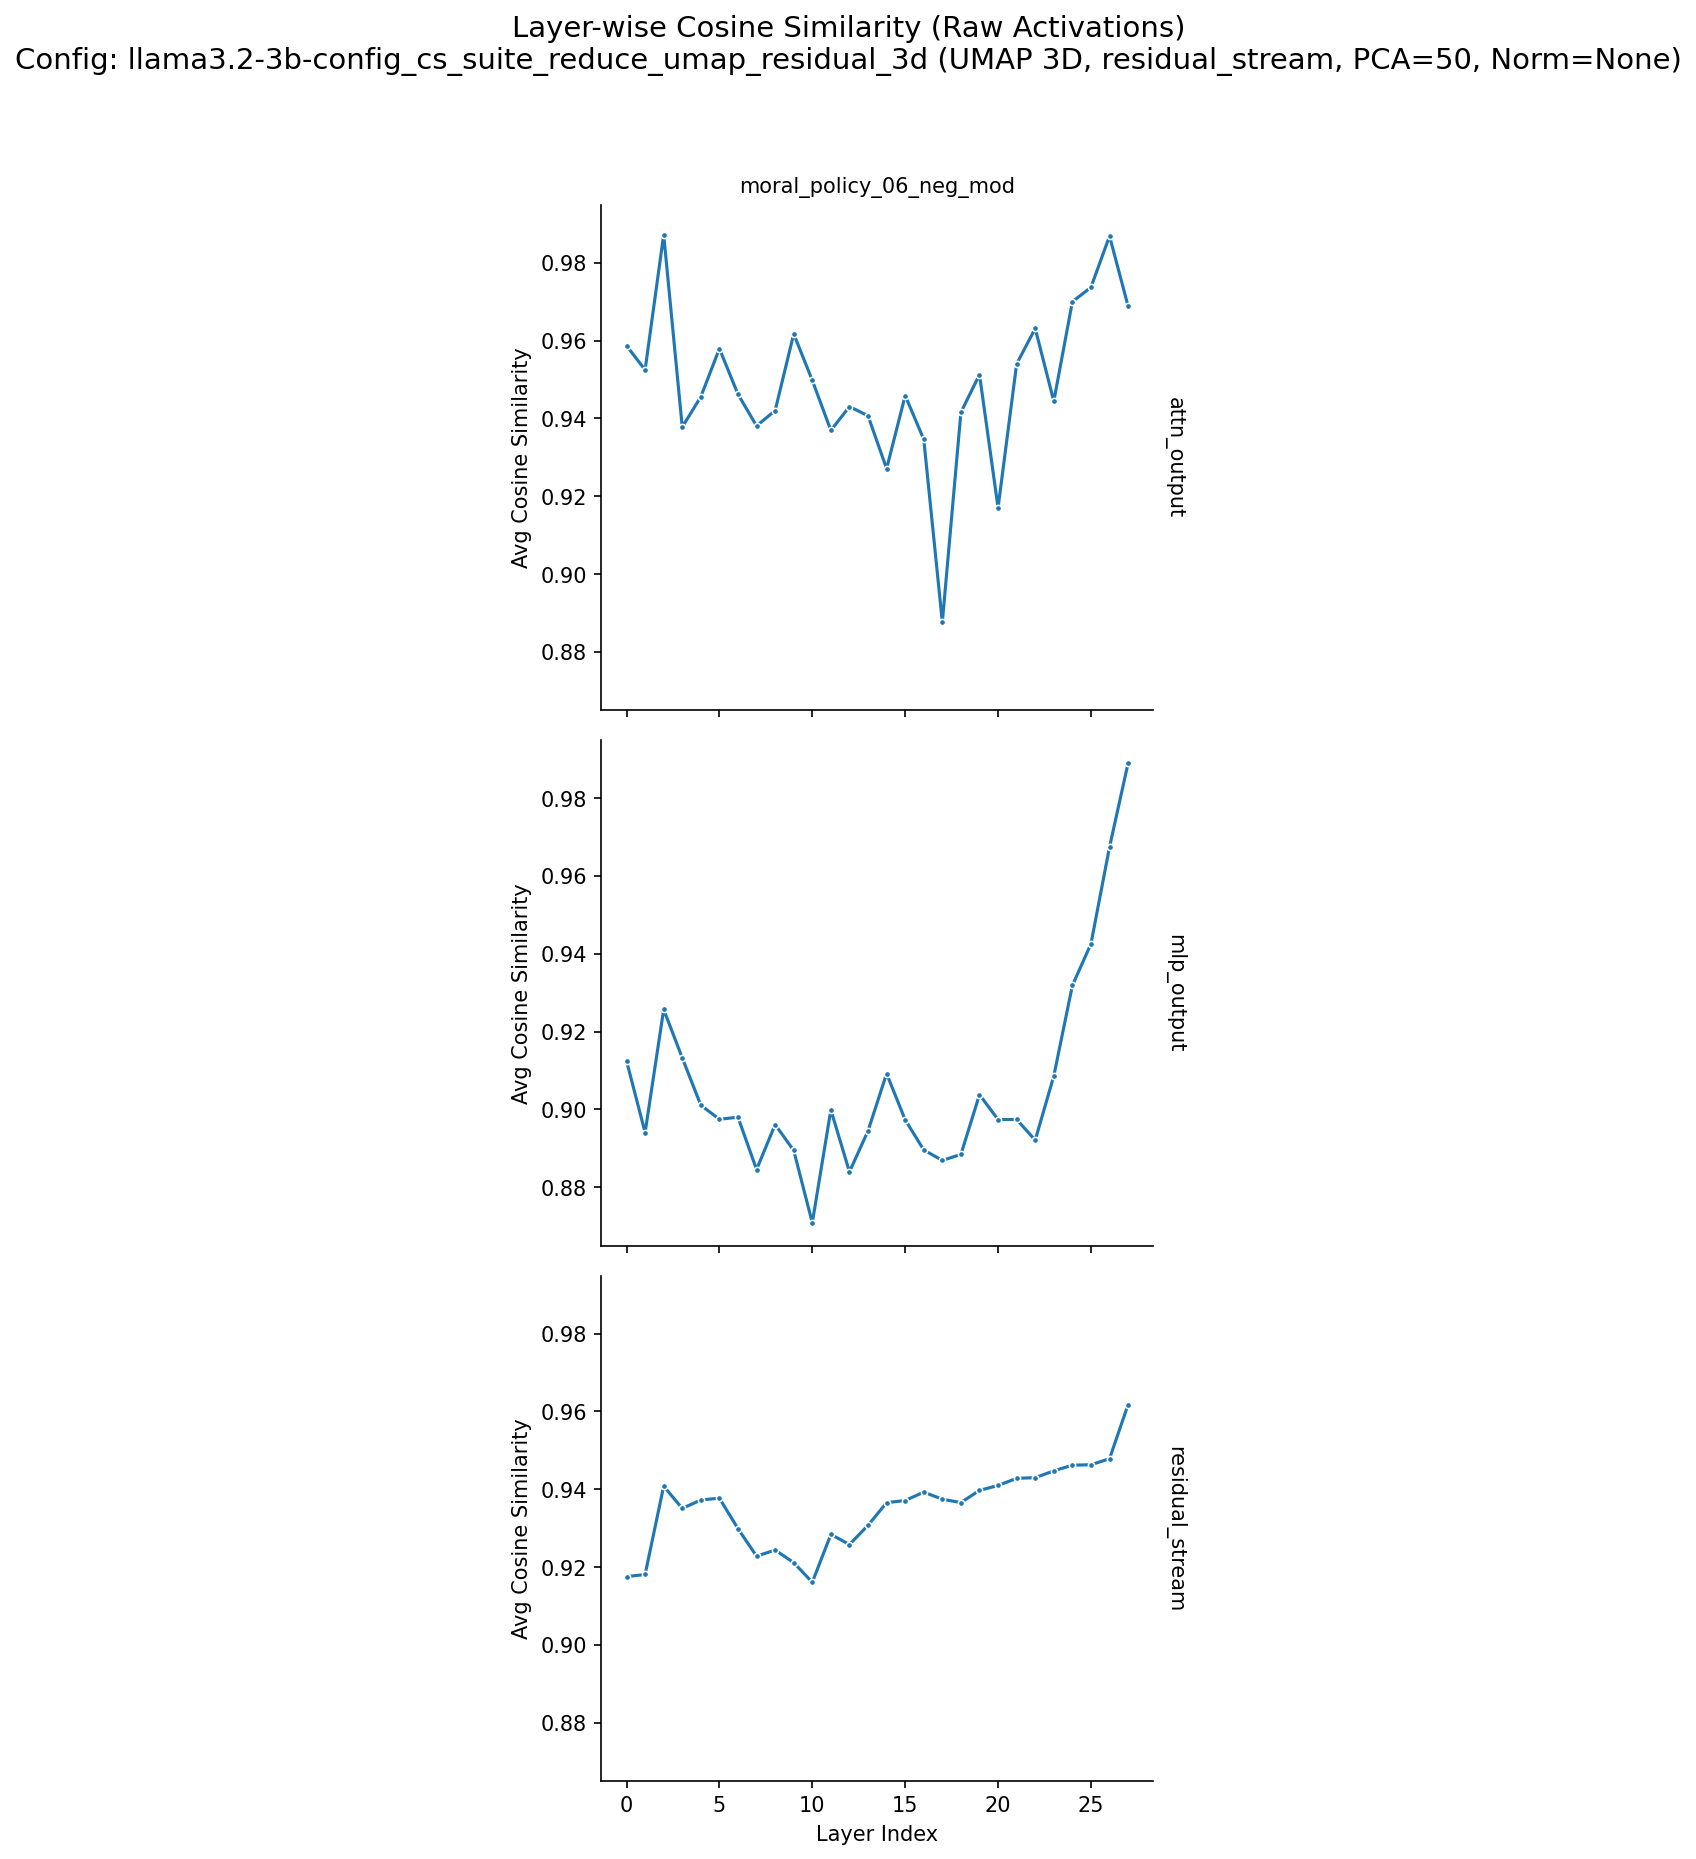 Layer-wise Cosine Similarity (Raw Activations)
Config: llama3.2-3b-config_cs_suite_reduce_umap_residual_3d (UMAP 3D, residual_stream, PCA=50, Norm=None)
moral_policy_06_neg_mod
Avg Cosine Similarity
0.98
0.96
0.94
0.92
0.90
0.88
attn_output
Avg Cosine Similarity
0.98
0.96
0.94
0.92
0.90
0.88
mlp_output
Avg Cosine Similarity
0.98
0.96
0.94
0.92
0.90
0.88
residual_stream
0 5 10 15 20 25
Layer Index